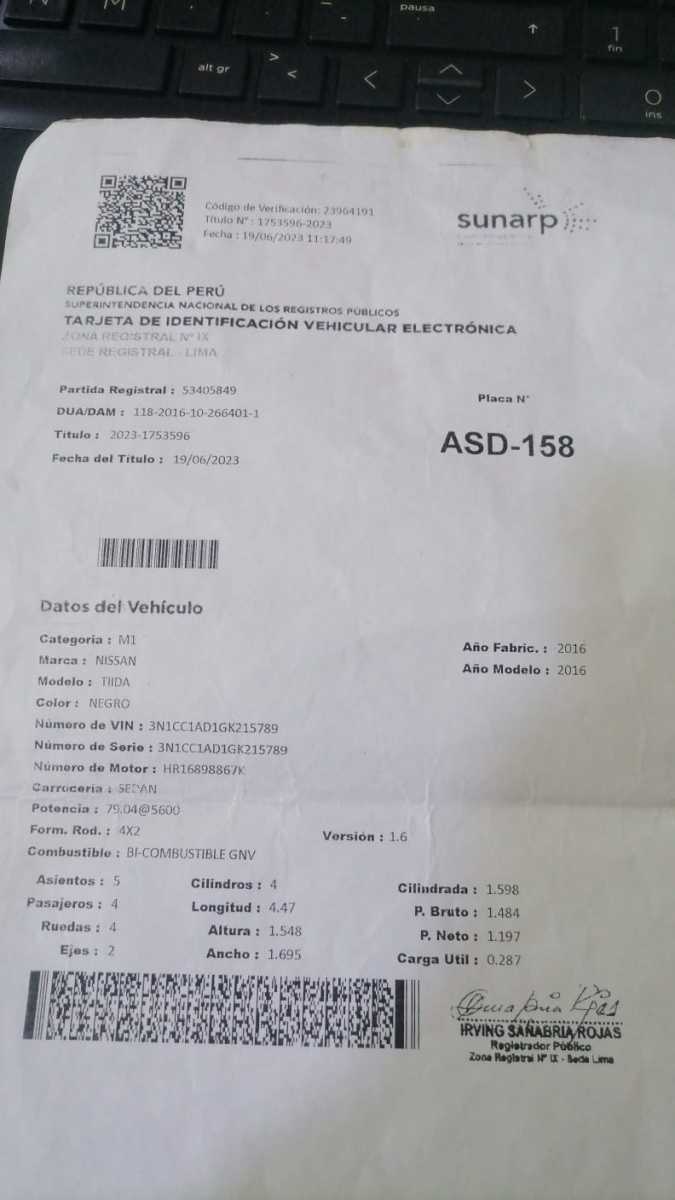 pausa
1
fin
alt gr
>
<
<
>
ins
Código de Verificación: 23964191
Título N° : 1753596-2023
Fecha : 19/06/2023 11:17:49
sunarp
REPÚBLICA DEL PERÚ
SUPERINTENDENCIA NACIONAL DE LOS REGISTROS PÚBLICOS
TARJETA DE IDENTIFICACIÓN VEHICULAR ELECTRÓNICA
ZONA REGISTRAL N° IX
SEDE REGISTRAL - LIMA
Partida Registral : 53405849
DUA/DAM : 118-2016-10-266401-1
Título : 2023-1753596
Fecha del Título : 19/06/2023
Placa N°
ASD-158
Datos del Vehículo
Categoria : M1
Marca : NISSAN
Modelo : TIIDA
Color : NEGRO
Número de VIN : 3N1CC1AD1GK215789
Número de Serie : 3N1CC1AD1GK215789
Número de Motor : HR16898867K
Carrocería : SEDAN
Potencia : 79.04@5600
Form. Rod. : 4X2
Combustible : BI-COMBUSTIBLE GNV
Año Fabric. : 2016
Año Modelo : 2016
Versión : 1.6
Asientos : 5
Pasajeros : 4
Ruedas : 4
Ejes : 2
Cilindros : 4
Longitud : 4.47
Altura : 1.548
Ancho : 1.695
Cilindrada : 1.598
P. Bruto : 1.484
P. Neto : 1.197
Carga Util : 0.287
IRVING SANABRIA ROJAS
Registrador Público
Zona Registral N° IX - Sede Lima